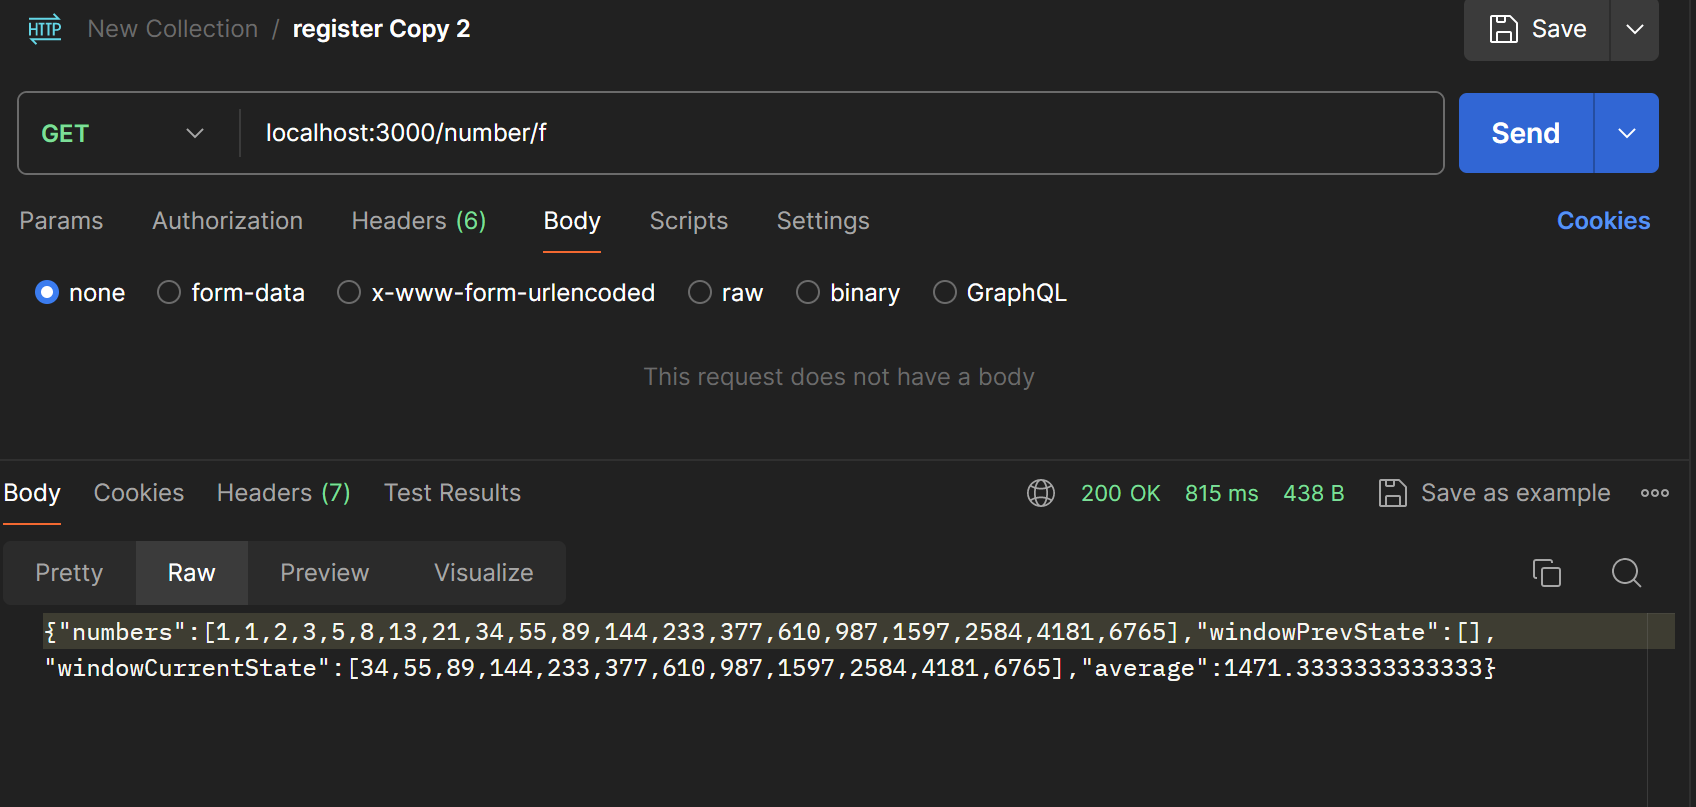 HTTP New Collection / register Copy 2 Save
GET localhost:3000/number/f Send
Params Authorization Headers (6) Body Scripts Settings Cookies
none form-data x-www-form-urlencoded raw binary GraphQL
This request does not have a body
Body Cookies Headers (7) Test Results 200 OK 815 ms 438 B Save as example
Pretty Raw Preview Visualize
{"numbers":[1,1,2,3,5,8,13,21,34,55,89,144,233,377,610,987,1597,2584,4181,6765],"windowPrevState":[],
"windowCurrentState":[34,55,89,144,233,377,610,987,1597,2584,4181,6765],"average":1471.3333333333333}